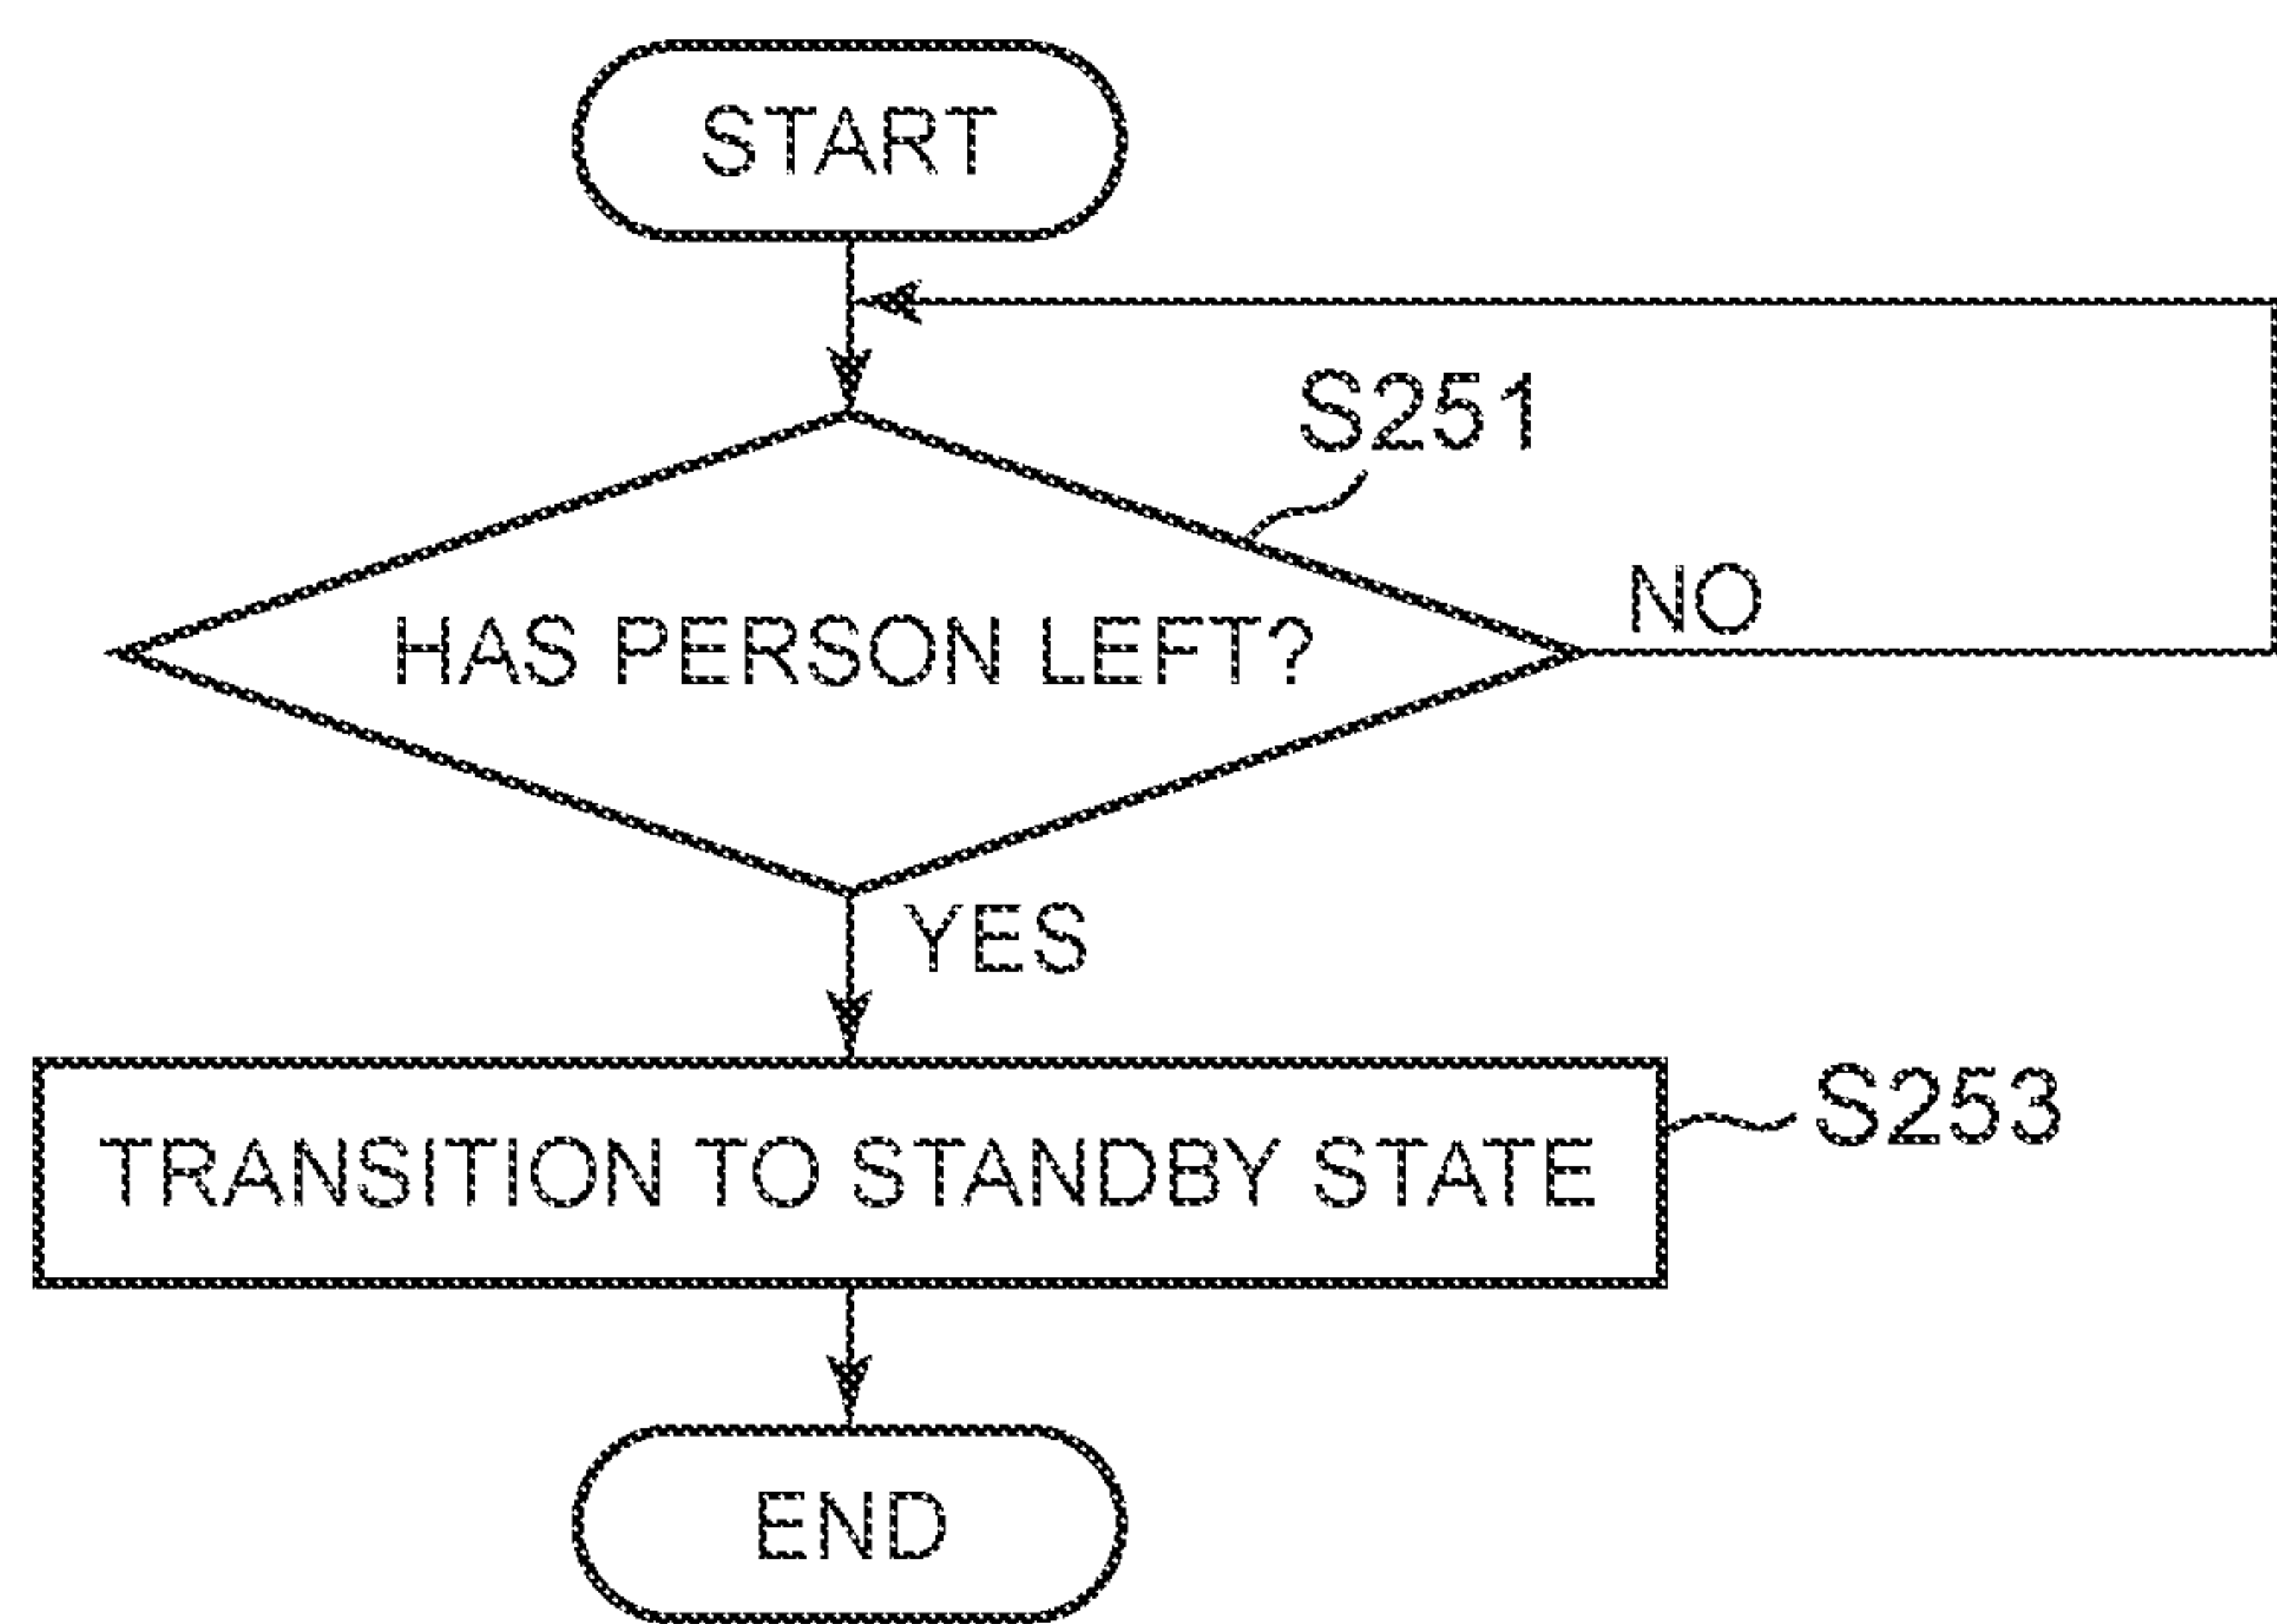 START
S251
HAS PERSON LEFT?
NO
YES
TRANSITION TO STANDBY STATE
S253
END